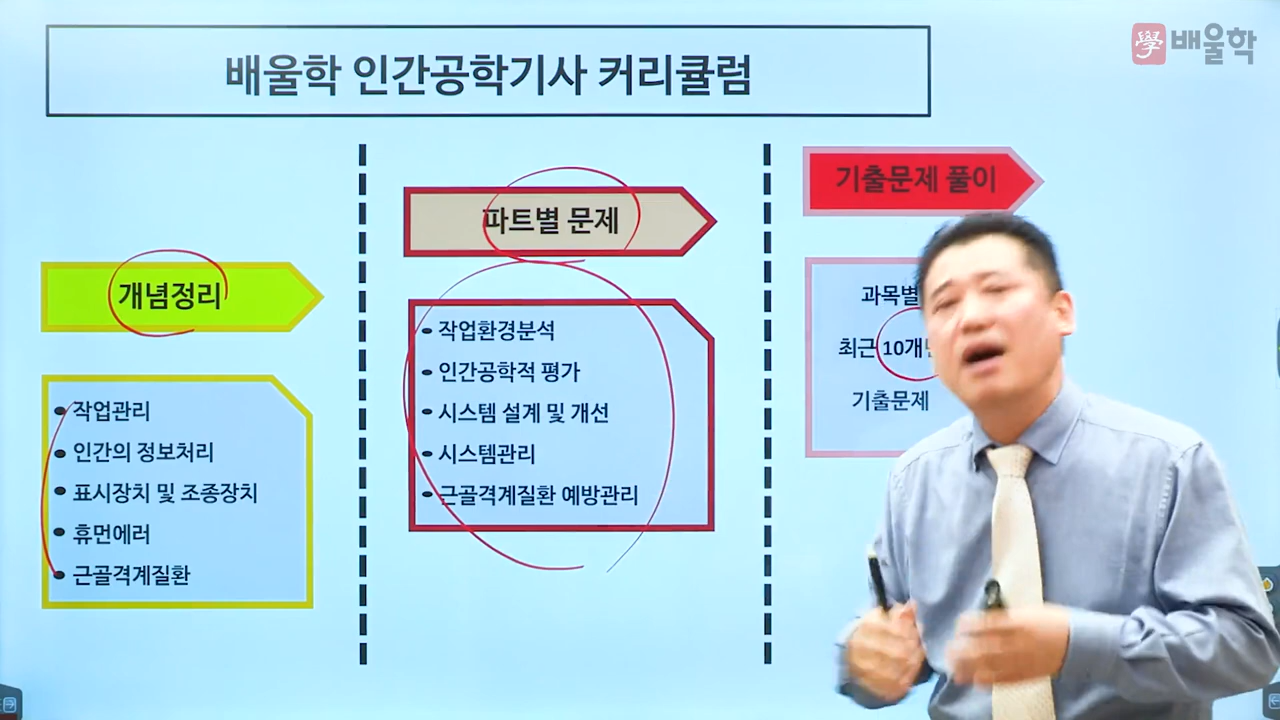 배울학 인간공학기사 커리큘럼
學 배울학
개념정리
작업관리
인간의 정보처리
표시장치 및 조종장치
휴먼에러
근골격계질환
파트별 문제
작업환경분석
인간공학적 평가
시스템 설계 및 개선
시스템관리
근골격계질환 예방관리
기출문제 풀이
과목별
최근 10개년
기출문제